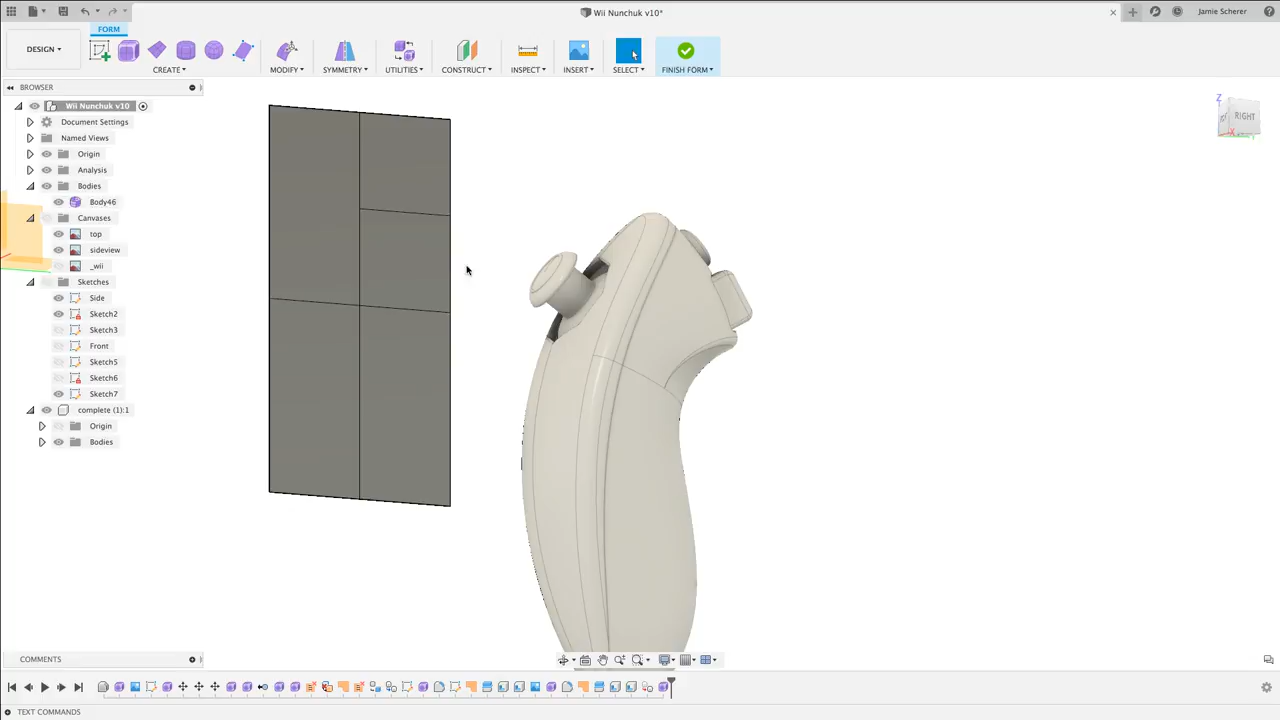 Wii Nunchuk v10*
Jamie Scherer
FORM
DESIGN
CREATE
MODIFY
SYMMETRY
UTILITIES
CONSTRUCT
INSPECT
INSERT
SELECT
FINISH FORM
BROWSER
Wii Nunchuk v10
Document Settings
Named Views
Origin
Analysis
Bodies
Body46
Canvases
top
sideview
_wii
Sketches
Side
Sketch2
Sketch3
Front
Sketch5
Sketch6
Sketch7
complete (1):1
Origin
Bodies
Z
RIGHT
X
COMMENTS
TEXT COMMANDS